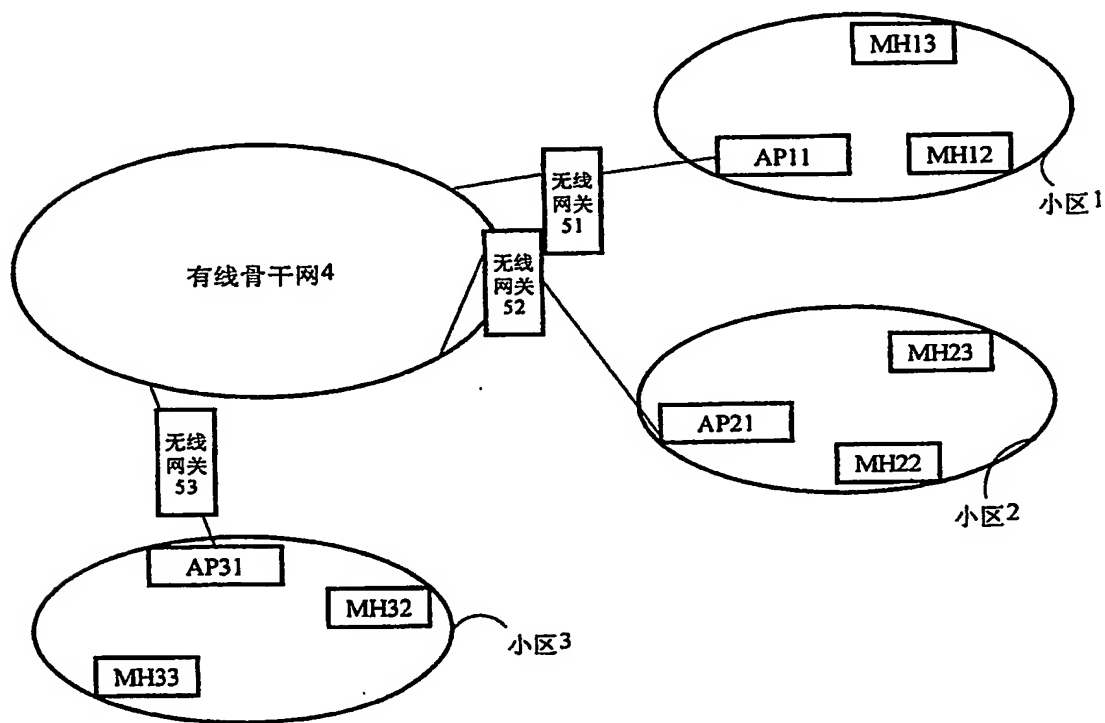 MH13
AP11
MH12
小区1
无线
网关
51
有线骨干网4
无线
网关
52
MH23
AP21
MH22
小区2
无线
网关
53
AP31
MH32
小区3
MH33